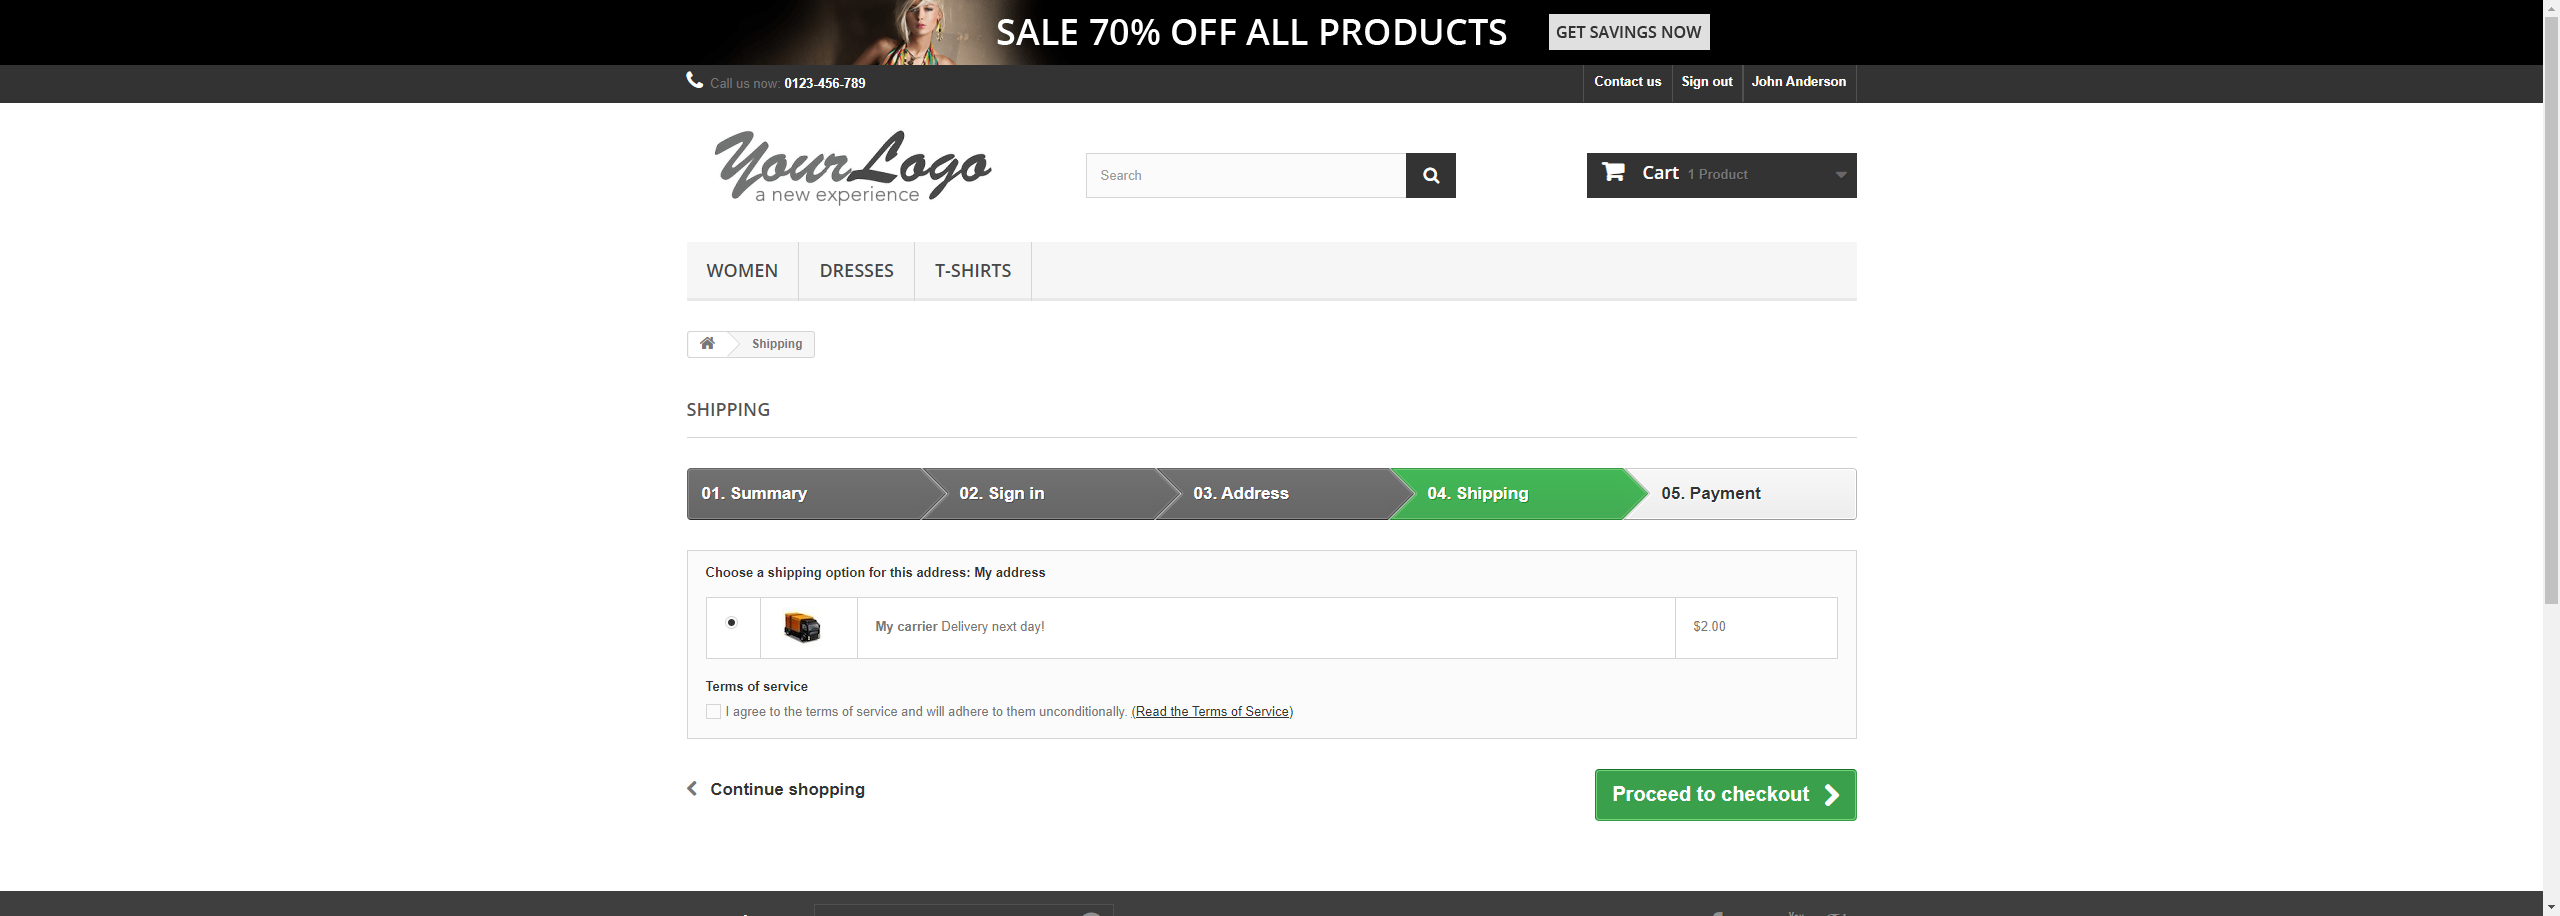 SALE 70% OFF ALL PRODUCTS GET SAVINGS NOW
Call us now: 0123-456-789 Contact us Sign out John Anderson
Your Logo
a new experience
Search
Cart 1 Product
WOMEN DRESSES T-SHIRTS
Shipping
SHIPPING
01. Summary 02. Sign in 03. Address 04. Shipping 05. Payment
Choose a shipping option for this address: My address
My carrier Delivery next day! $2.00
Terms of service
I agree to the terms of service and will adhere to them unconditionally. (Read the Terms of Service)
Continue shopping
Proceed to checkout